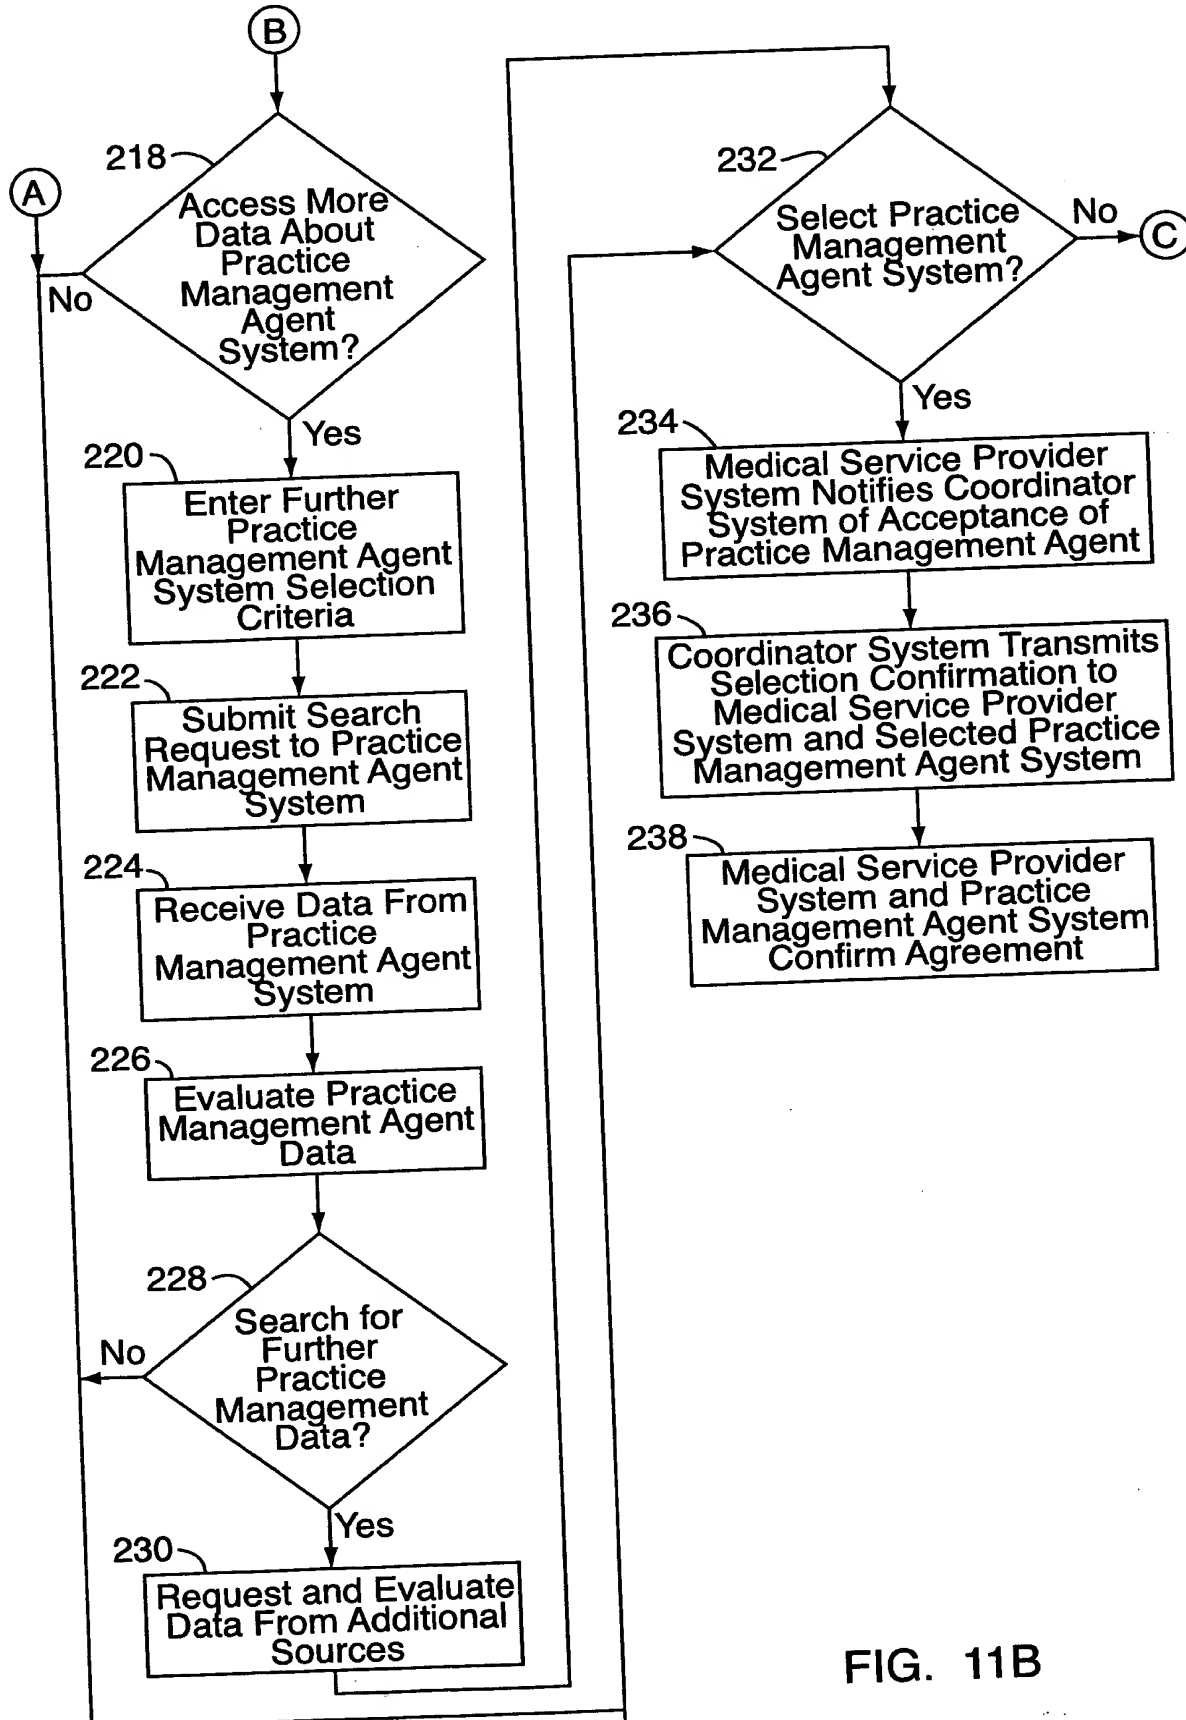 B
218
A
Access More
Data About
Practice
Management
Agent
System?
No
Yes
220
Enter Further
Practice
Management Agent
System Selection
Criteria
222
Submit Search
Request to Practice
Management Agent
System
224
Receive Data From
Practice
Management Agent
System
226
Evaluate Practice
Management Agent
Data
228
Search for
Further
Practice
Management
Data?
No
Yes
230
Request and Evaluate
Data From Additional
Sources
232
Select Practice
Management
Agent System?
No
C
Yes
234
Medical Service Provider
System Notifies Coordinator
System of Acceptance of
Practice Management Agent
236
Coordinator System Transmits
Selection Confirmation to
Medical Service Provider
System and Selected Practice
Management Agent System
238
Medical Service Provider
System and Practice
Management Agent System
Confirm Agreement
FIG. 11B